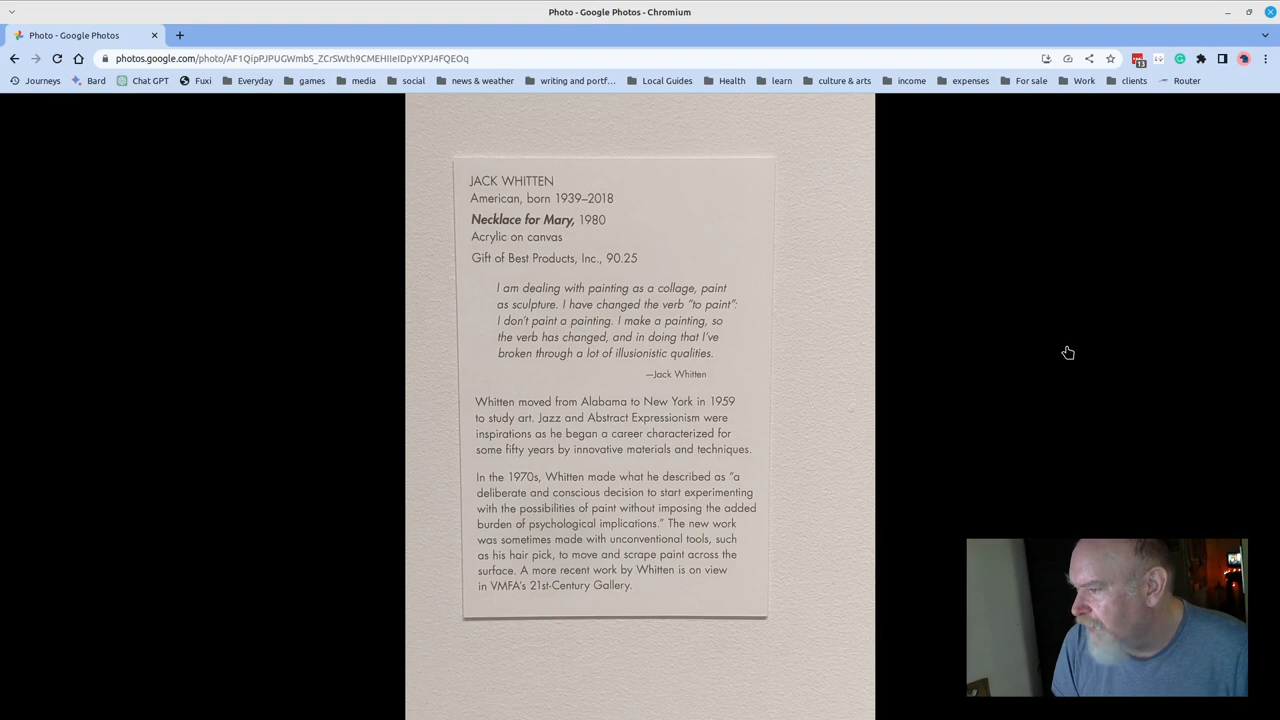 Photo - Google Photos - Chromium
Photo - Google Photos
photos.google.com/photo/AF1QipPJPUGWmbS_ZCrSWth9CMEHIIeIDpYXPJ4FQEOq
13
Journeys Bard Chat GPT Fuxi Everyday games media social news & weather writing and portf... Local Guides Health learn culture & arts income expenses For sale Work clients Router
JACK WHITTEN
American, born 1939–2018
Necklace for Mary, 1980
Acrylic on canvas
Gift of Best Products, Inc., 90.25
I am dealing with painting as a collage, paint
as sculpture. I have changed the verb “to paint”:
I don’t paint a painting. I make a painting, so
the verb has changed, and in doing that I’ve
broken through a lot of illusionistic qualities.
—Jack Whitten
Whitten moved from Alabama to New York in 1959
to study art. Jazz and Abstract Expressionism were
inspirations as he began a career characterized for
some fifty years by innovative materials and techniques.
In the 1970s, Whitten made what he described as “a
deliberate and conscious decision to start experimenting
with the possibilities of paint without imposing the added
burden of psychological implications.” The new work
was sometimes made with unconventional tools, such
as his hair pick, to move and scrape paint across the
surface. A more recent work by Whitten is on view
in VMFA’s 21st-Century Gallery.